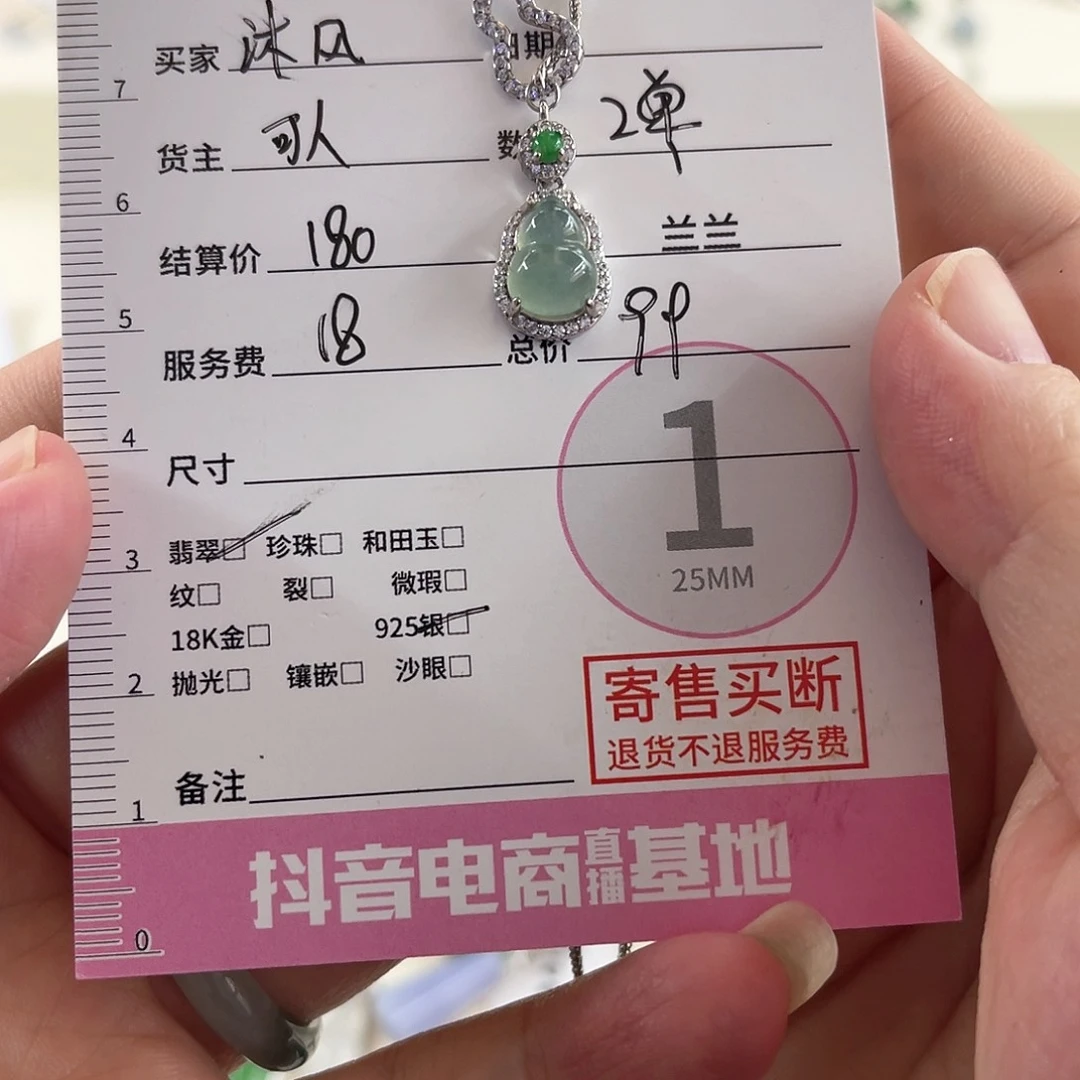 买家 沐风 日期
货主 可人 数 2单
结算价 180 兰兰
服务费 18 总价 99
尺寸
1
25MM
翡翠☐ 珍珠☐ 和田玉☐
纹☐ 裂☐ 微瑕☐
18K金☐ 925银☐
抛光☐ 镶嵌☐ 沙眼☐
寄售买断
退货不退服务费
备注
抖音电商直播基地
7
6
5
4
3
2
1
0